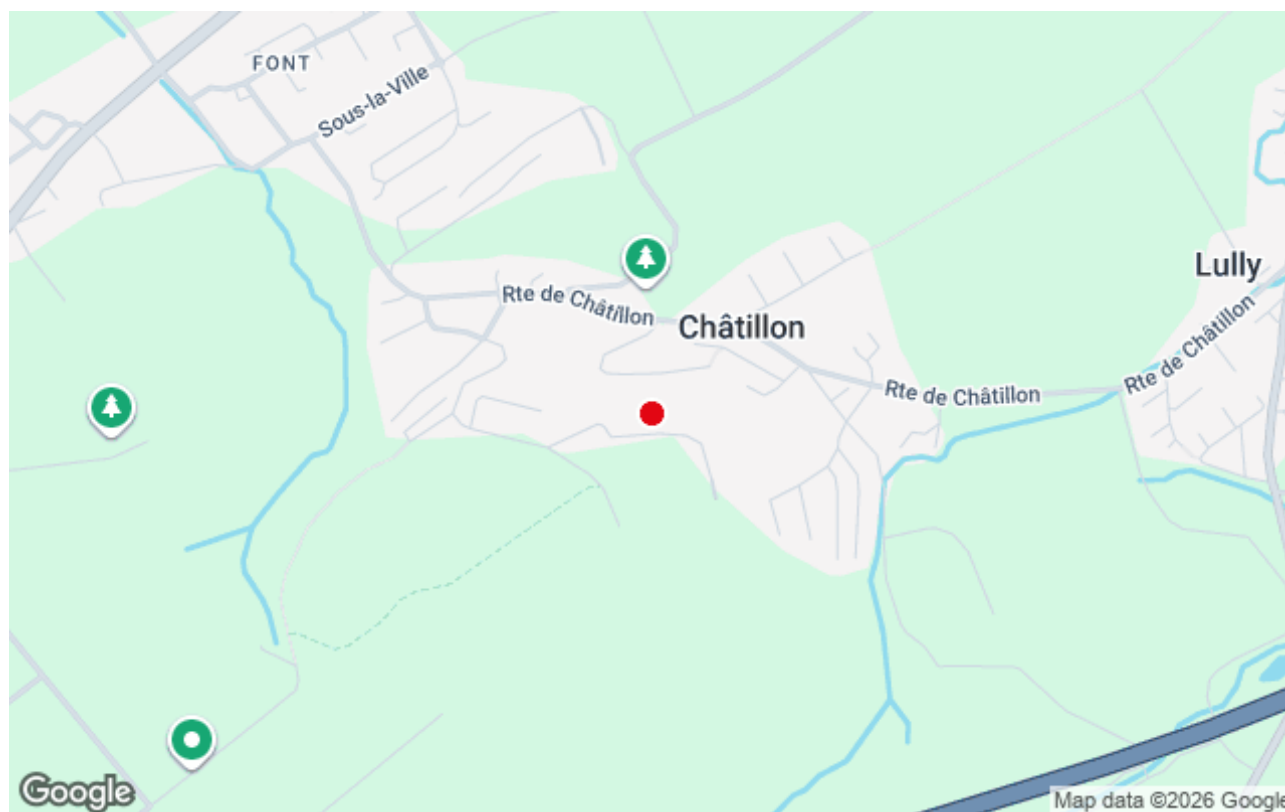 FONT
Sous-la-Ville
Rte de Châtillon
Châtillon
Lully
Rte de Châtillon
Rte de Châtillon
Google
Map data ©2026 Google